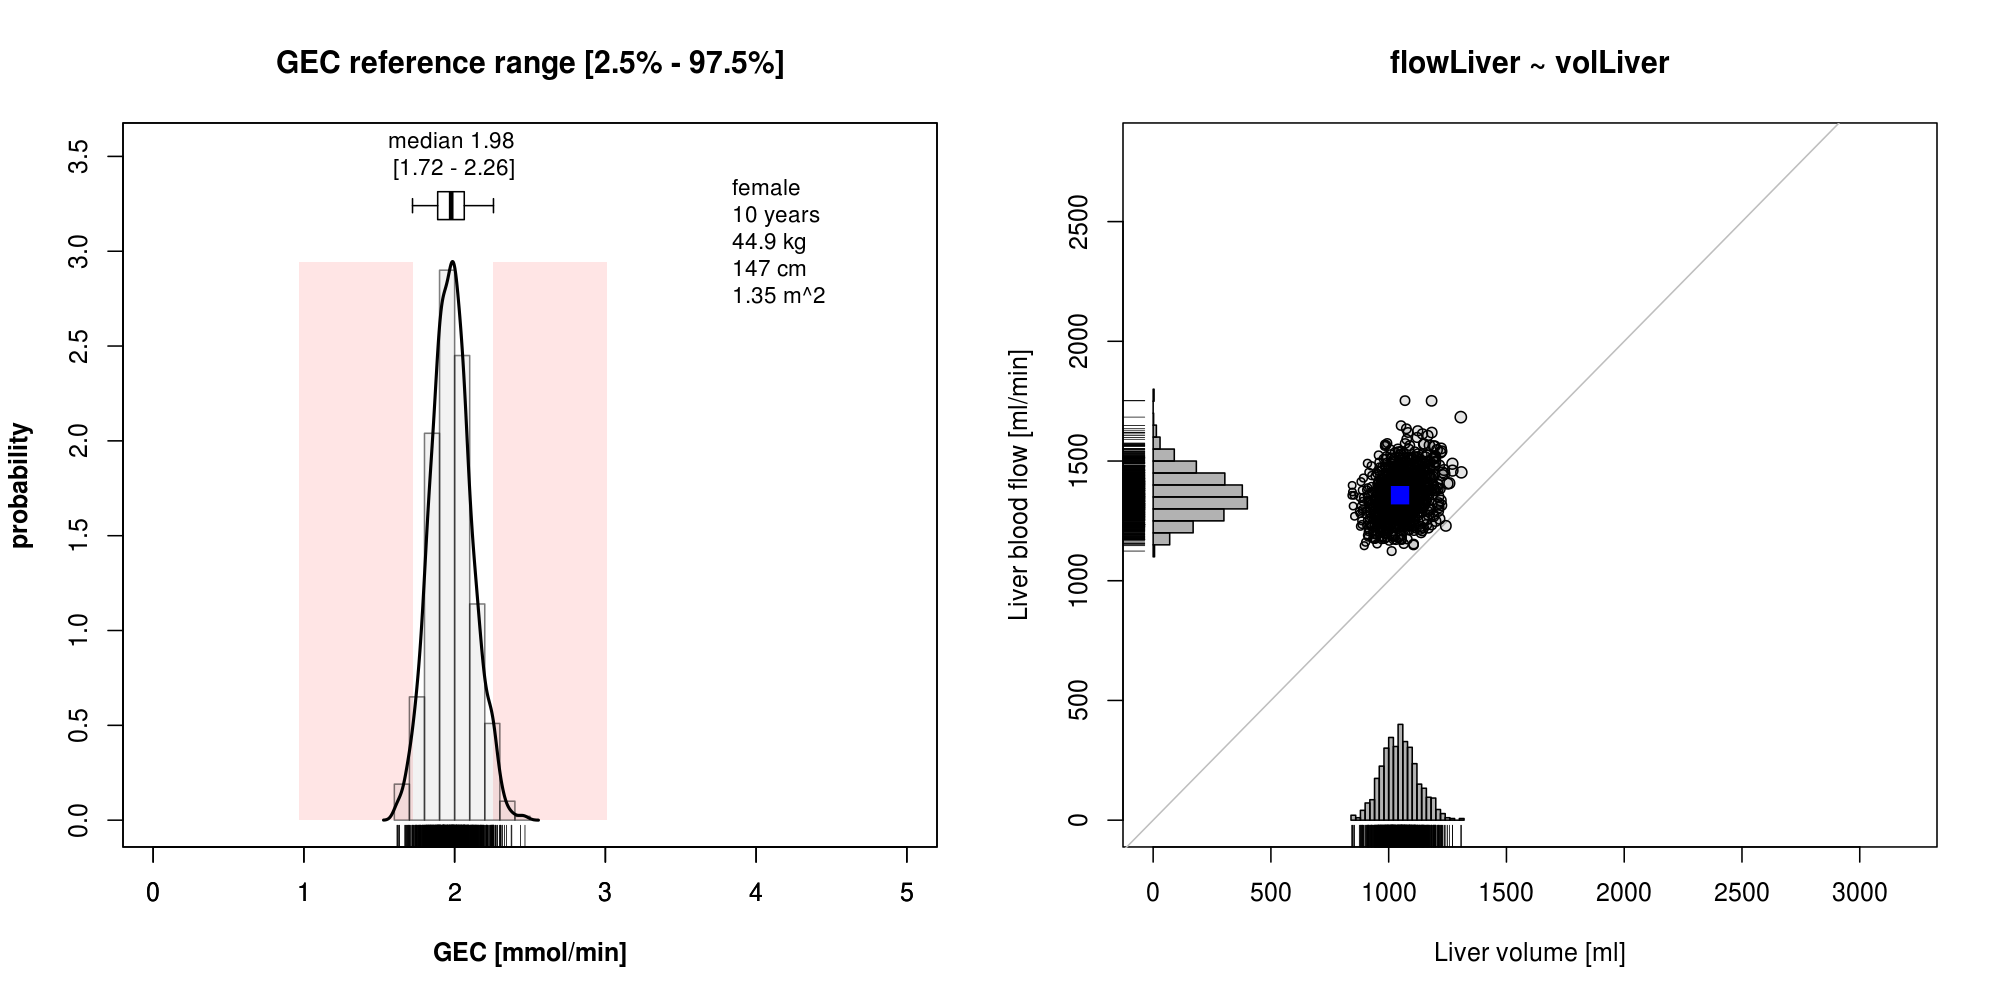 GEC reference range [2.5% - 97.5%]
median 1.98
[1.72 - 2.26]
female
10 years
44.9 kg
147 cm
1.35 m^2
probability
3.5
3.0
2.5
2.0
1.5
1.0
0.5
0.0
0 1 2 3 4 5
GEC [mmol/min]
flowLiver ~ volLiver
Liver blood flow [ml/min]
2500
2000
1500
1000
500
0
0 500 1000 1500 2000 2500 3000
Liver volume [ml]